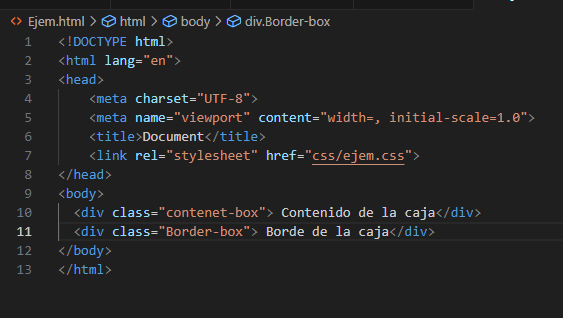 Ejem.html > html > body > div.Border-box
1 <!DOCTYPE html>
2 <html lang="en">
3 <head>
4 <meta charset="UTF-8">
5 <meta name="viewport" content="width=, initial-scale=1.0">
6 <title>Document</title>
7 <link rel="stylesheet" href="css/ejem.css">
8 </head>
9 <body>
10 <div class="contenet-box"> Contenido de la caja</div>
11 <div class="Border-box"> Borde de la caja</div>
12 </body>
13 </html>